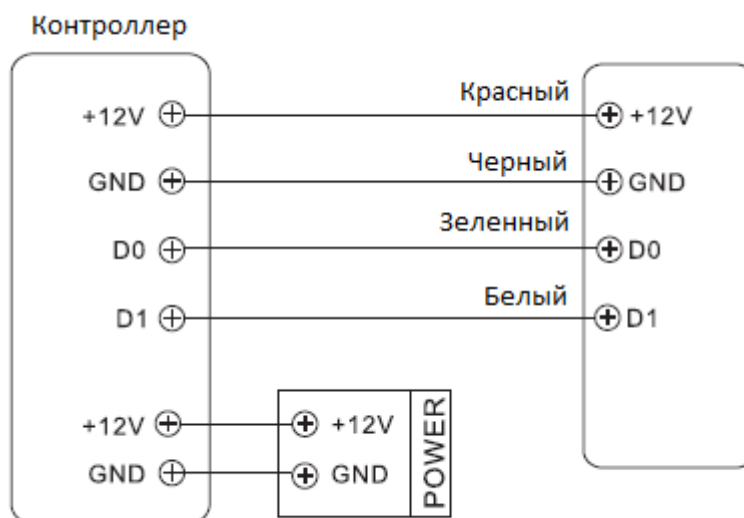 Контроллер
+12V Красный +12V
GND Черный GND
D0 Зеленный D0
D1 Белый D1
+12V +12V
GND GND
POWER